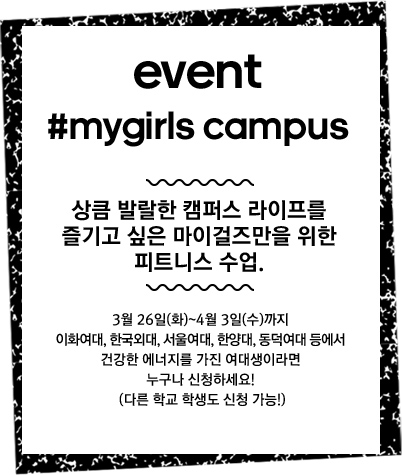 event
#mygirls campus
상큼 발랄한 캠퍼스 라이프를
즐기고 싶은 마이걸즈만을 위한
피트니스 수업.
3월 26일(화)~4월 3일(수)까지
이화여대, 한국외대, 서울여대, 한양대, 동덕여대 등에서
건강한 에너지를 가진 여대생이라면
누구나 신청하세요!
(다른 학교 학생도 신청 가능!)